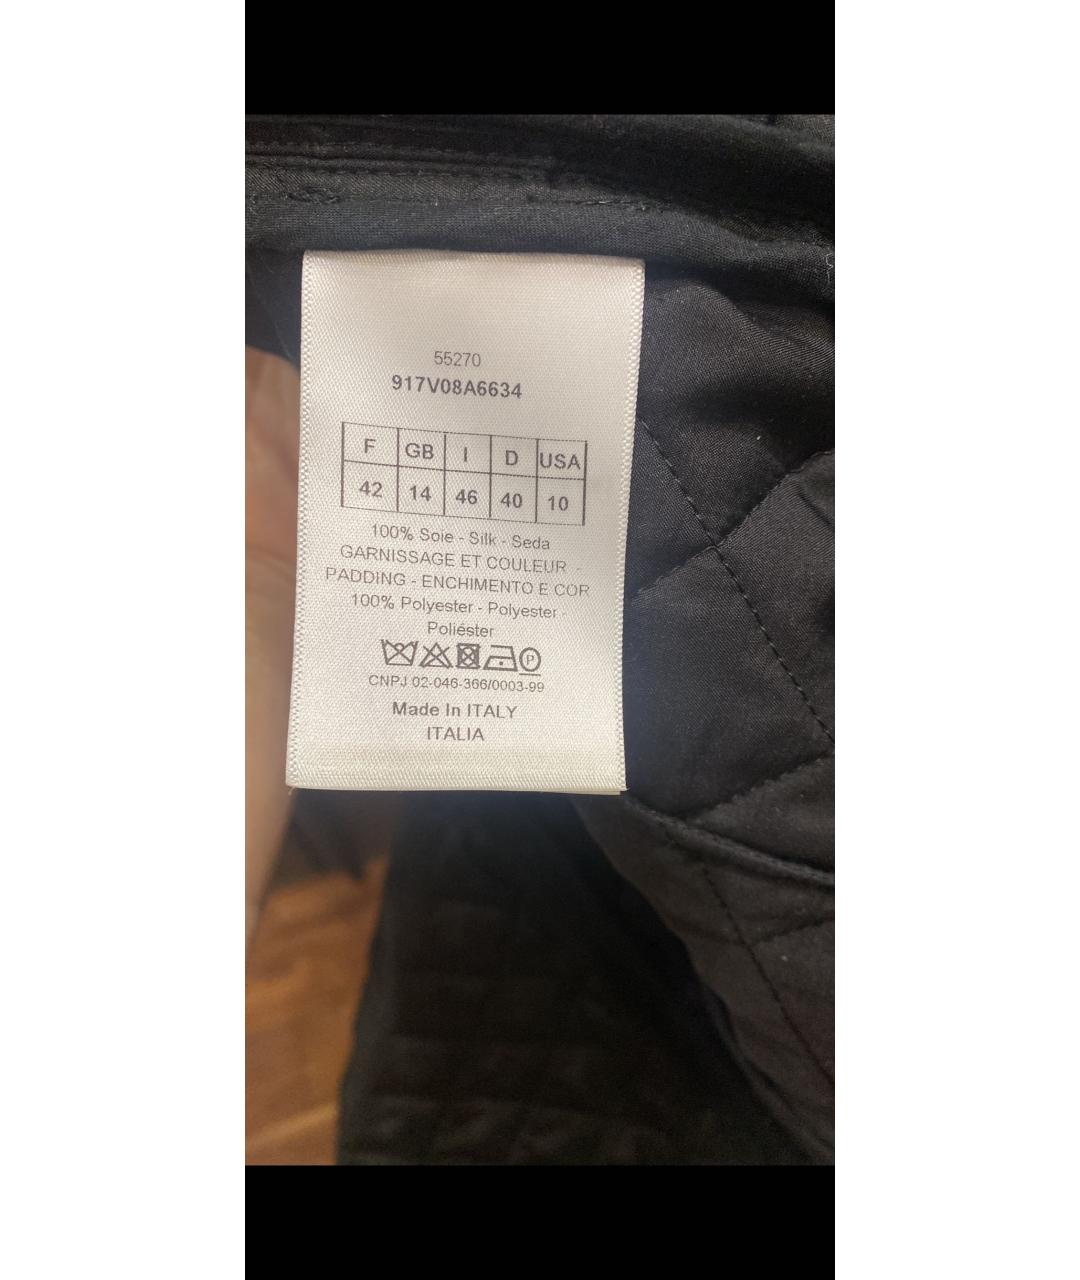 55270
917V08A6634
F GB I D USA
42 14 46 40 10
100% Soie - Silk - Seda
GARNISSAGE ET COULEUR -
PADDING - ENCHIMENTO E COR
100% Polyester - Polyester -
Poliéster
P
CNPJ 02-046-366/0003-99
Made In ITALY
ITALIA